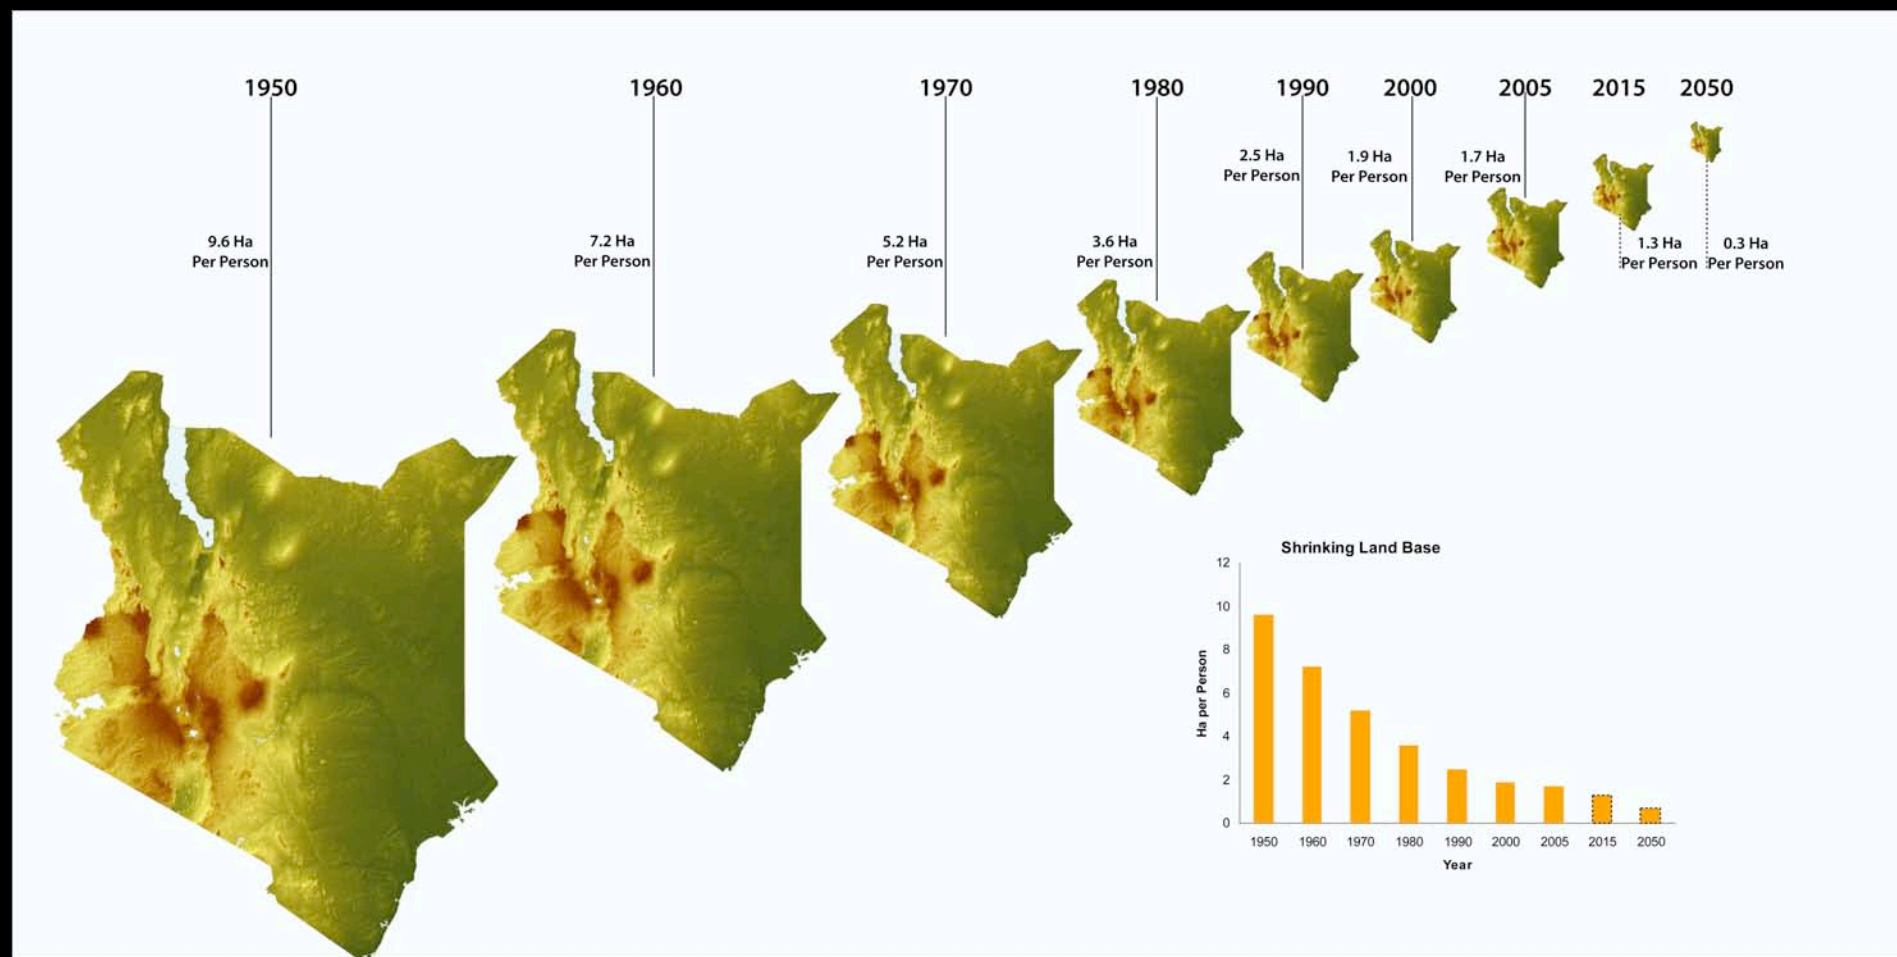 1950
1960
1970
1980
1990
2000
2005
2015
2050
9.6 Ha
Per Person
7.2 Ha
Per Person
5.2 Ha
Per Person
3.6 Ha
Per Person
2.5 Ha
Per Person
1.9 Ha
Per Person
1.7 Ha
Per Person
1.3 Ha
Per Person
0.3 Ha
Per Person
Shrinking Land Base
12
10
8
6
4
2
0
Ha per Person
1950
1960
1970
1980
1990
2000
2005
2015
2050
Year